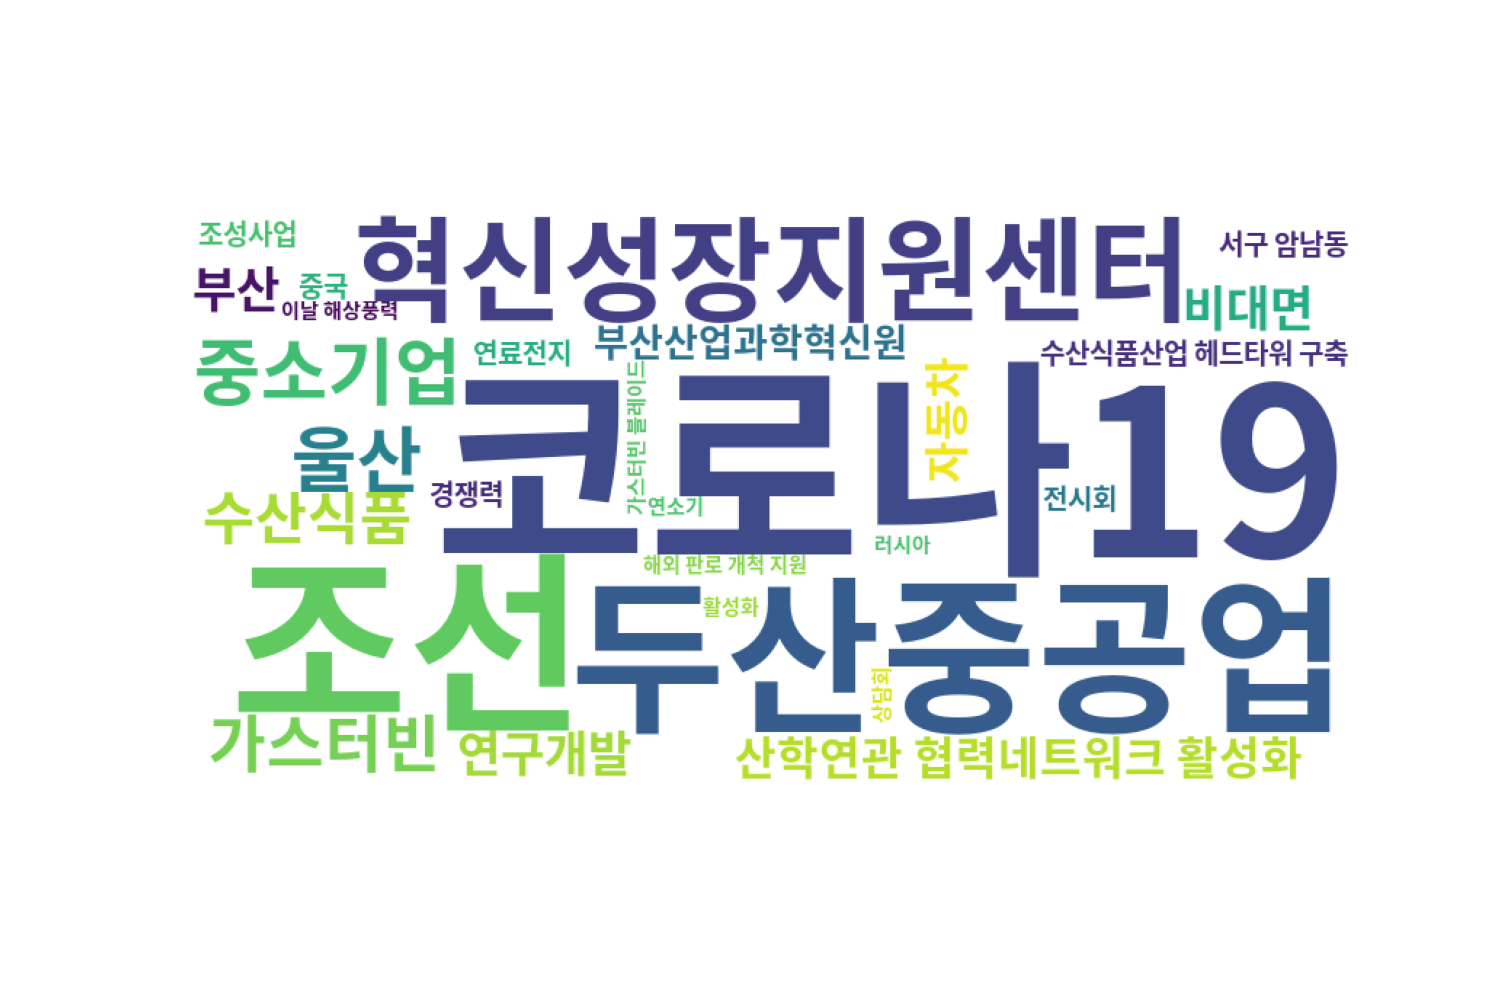 조성사업
혁신성장지원센터
서구 암남동
부산
중국
이날 해상풍력
비대면
중소기업
연료전지
부산산업과학혁신원
수산식품산업 헤드타워 구축
코로나19
가스터빈 블레이드
자동차
울산
수산식품
경쟁력
연소기
전시회
러시아
해외 판로 개척 지원
조선
두산중공업
활성화
상담회
가스터빈
연구개발
산학연관 협력네트워크 활성화